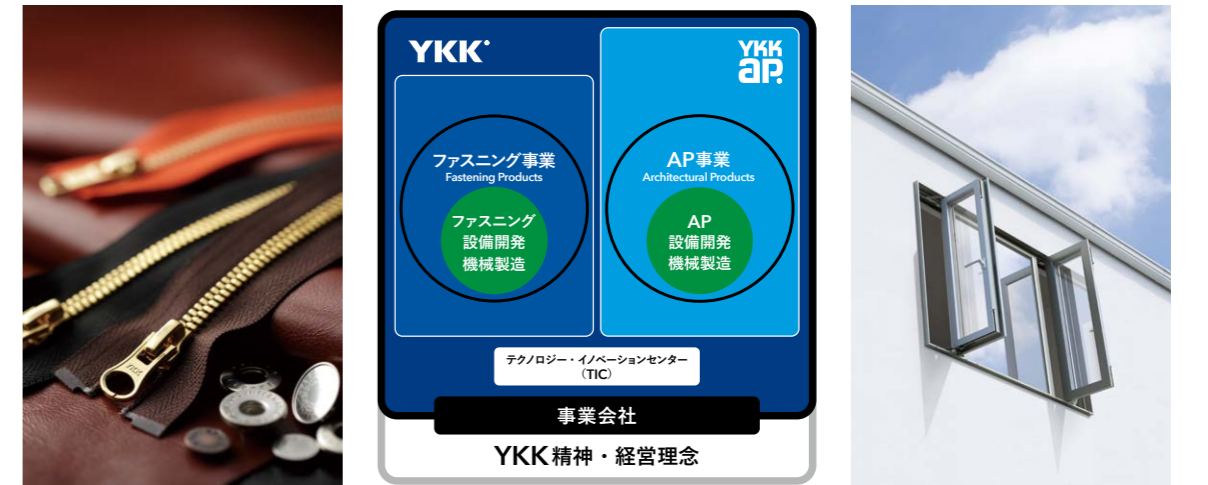 YKK
YKK
ap
ファスニング事業
Fastening Products
ファスニング
設備開発
機械製造
AP事業
Architectural Products
AP
設備開発
機械製造
テクノロジー・イノベーションセンター
（TIC）
事業会社
YKK精神・経営理念
YKK